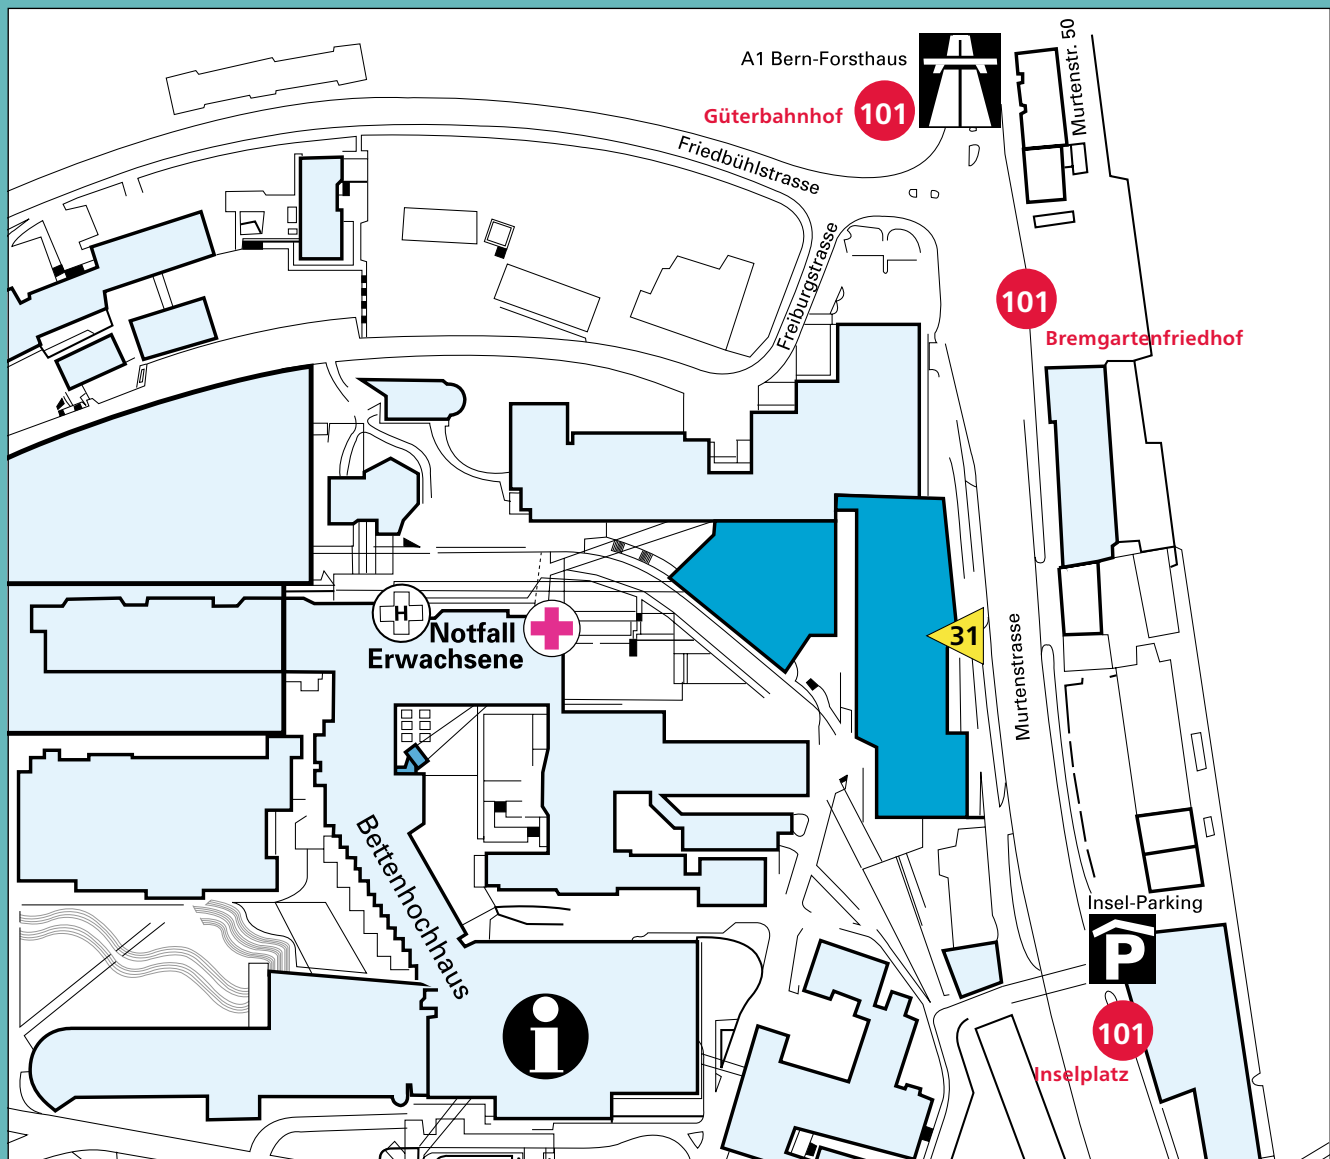 A1 Bern-Forsthaus
Güterbahnhof
101
Murtenstr. 50
Friedbühlstrasse
Freiburgstrasse
101
Bremgartenfriedhof
H
Notfall
Erwachsene
31
Murtenstrasse
Bettenhochhaus
Insel-Parking
P
i
101
Inselplatz